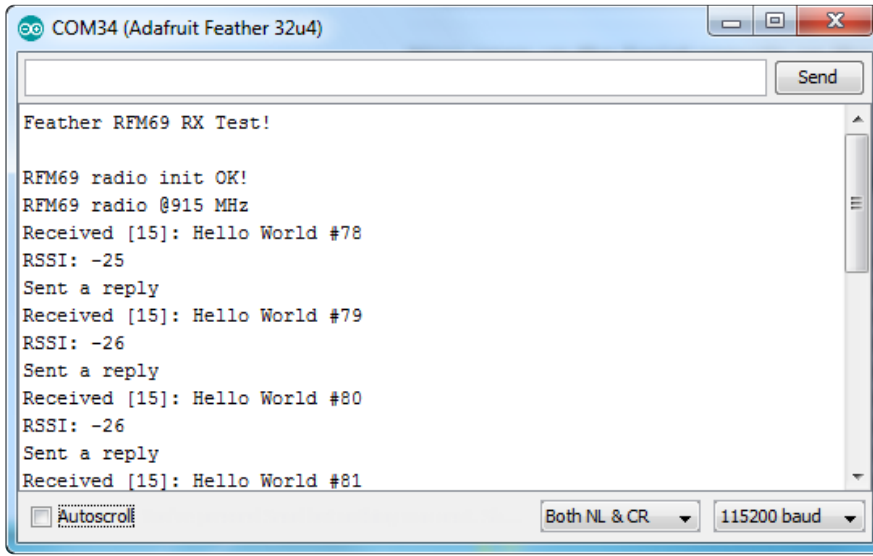 COM34 (Adafruit Feather 32u4)
Send
Feather RFM69 RX Test!
RFM69 radio init OK!
RFM69 radio @915 MHz
Received [15]: Hello World #78
RSSI: -25
Sent a reply
Received [15]: Hello World #79
RSSI: -26
Sent a reply
Received [15]: Hello World #80
RSSI: -26
Sent a reply
Received [15]: Hello World #81
Autoscroll Both NL & CR 115200 baud